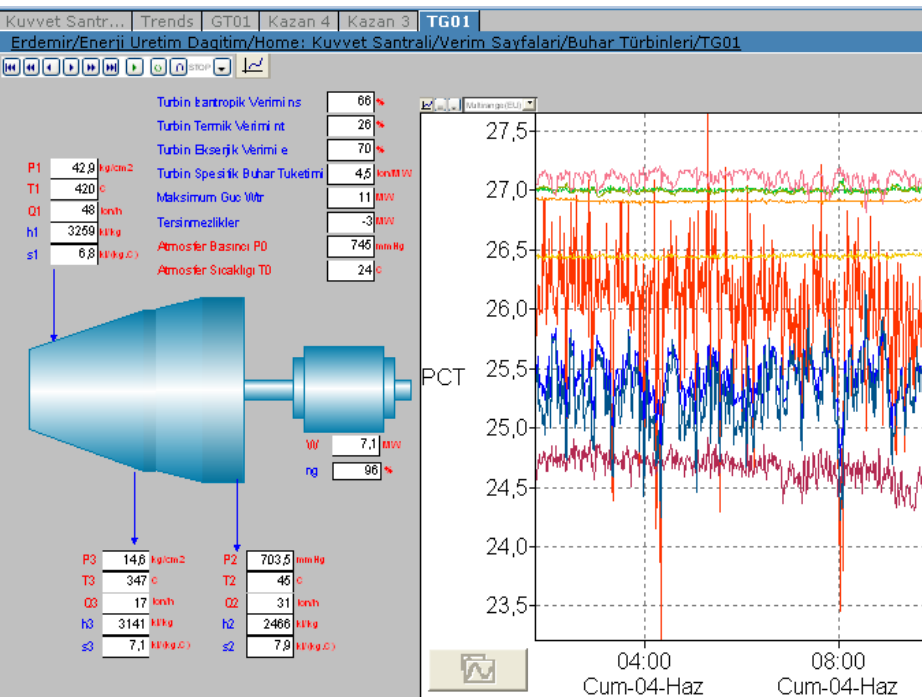 Kuvvet Santr... Trends GT01 Kazan 4 Kazan 3 TG01
Erdemir/Enerji Uretim Dagitim/Home: Kuvvet Santrali/Verim Sayfalari/Buhar Türbinleri/TG01
STOP
Turbin Izantropik Verimi ns 66 %
Turbin Termik Verimi nt 26 %
Turbin Ekserjik Verimi e 70 %
Turbin Spesifik Buhar Tuketimi 4,5 ton/MW
Maksimum Guc Wtr 11 MW
Tersinmezlikler -3 MW
Atmosfer Basıncı P0 745 mmHg
Atmosfer Sıcaklıgı T0 24 C
P1 42,9 kg/cm2
T1 420 C
Q1 48 ton/h
h1 3259 kJ/kg
s1 6,8 kJ/(kg.C)
W 7,1 MW
ng 96 %
P3 14,6 kg/cm2
T3 347 C
Q3 17 ton/h
h3 3141 kJ/kg
s3 7,1 kJ/(kg.C)
P2 703,5 mmHg
T2 45 C
Q2 31 ton/h
h2 2466 kJ/kg
s2 7,9 kJ/(kg.C)
27,5
27,0
26,5
26,0
25,5
PCT
25,0
24,5
24,0
23,5
04:00 08:00
Cum-04-Haz Cum-04-Haz